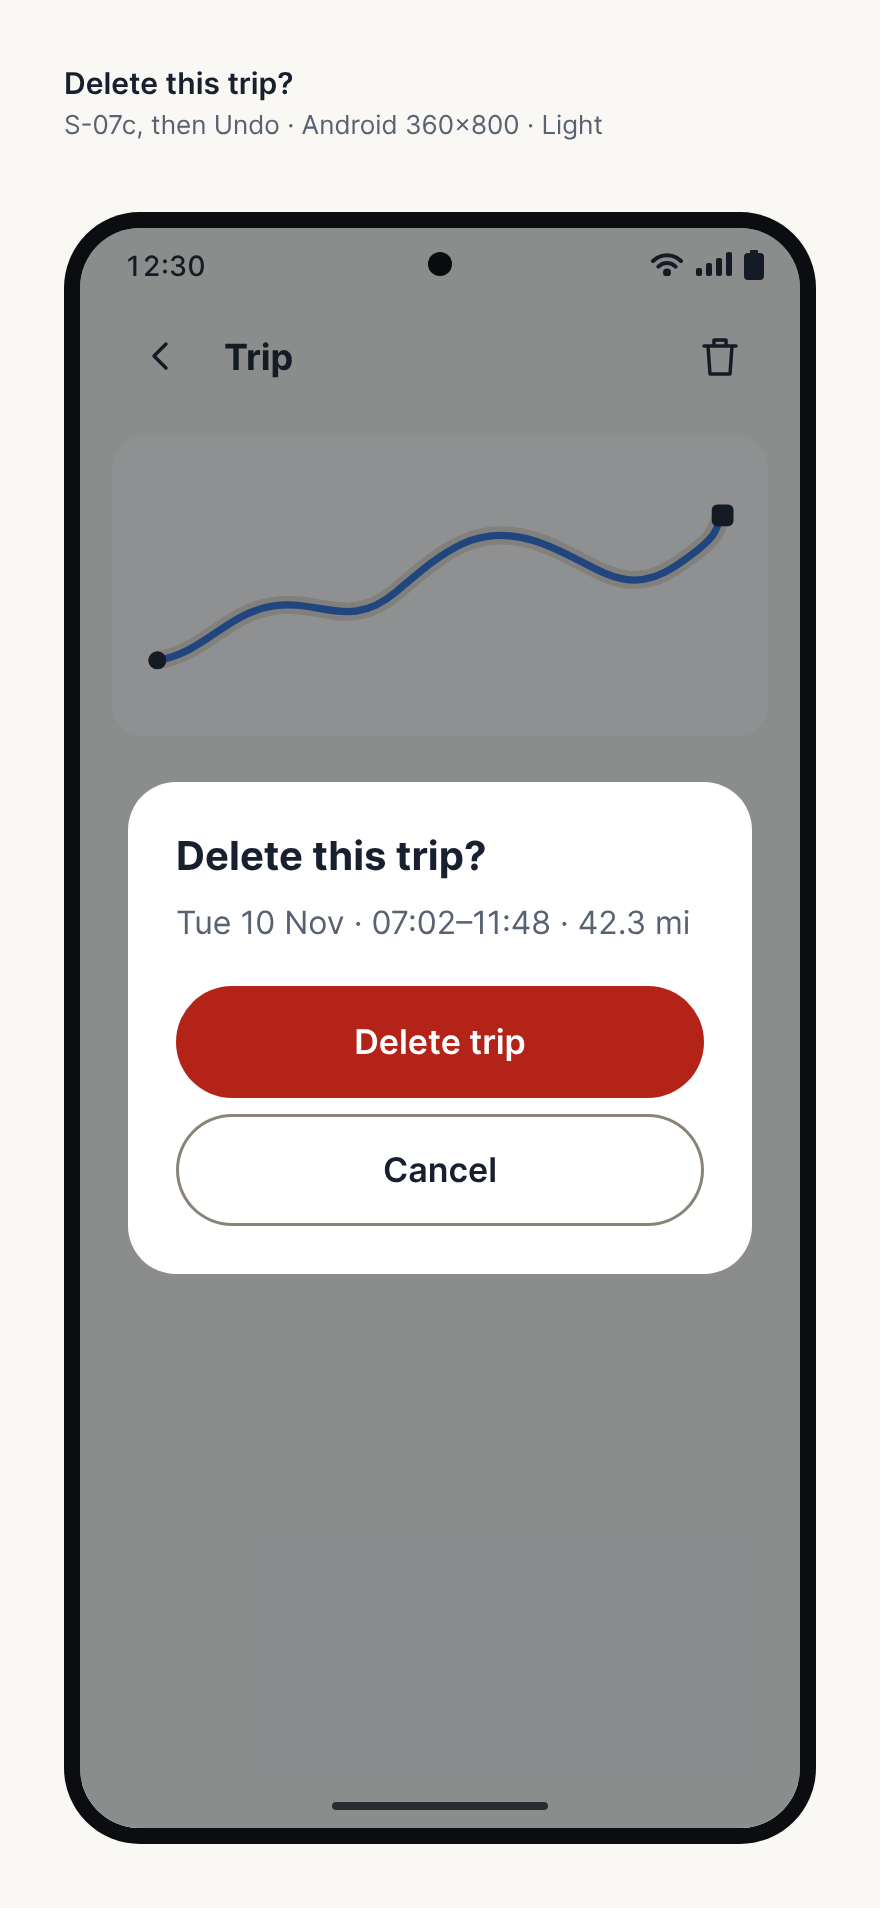 Delete this trip?
S-07c, then Undo · Android 360×800 · Light
12:30
Trip
Delete this trip?
Tue 10 Nov · 07:02–11:48 · 42.3 mi
Delete trip
Cancel